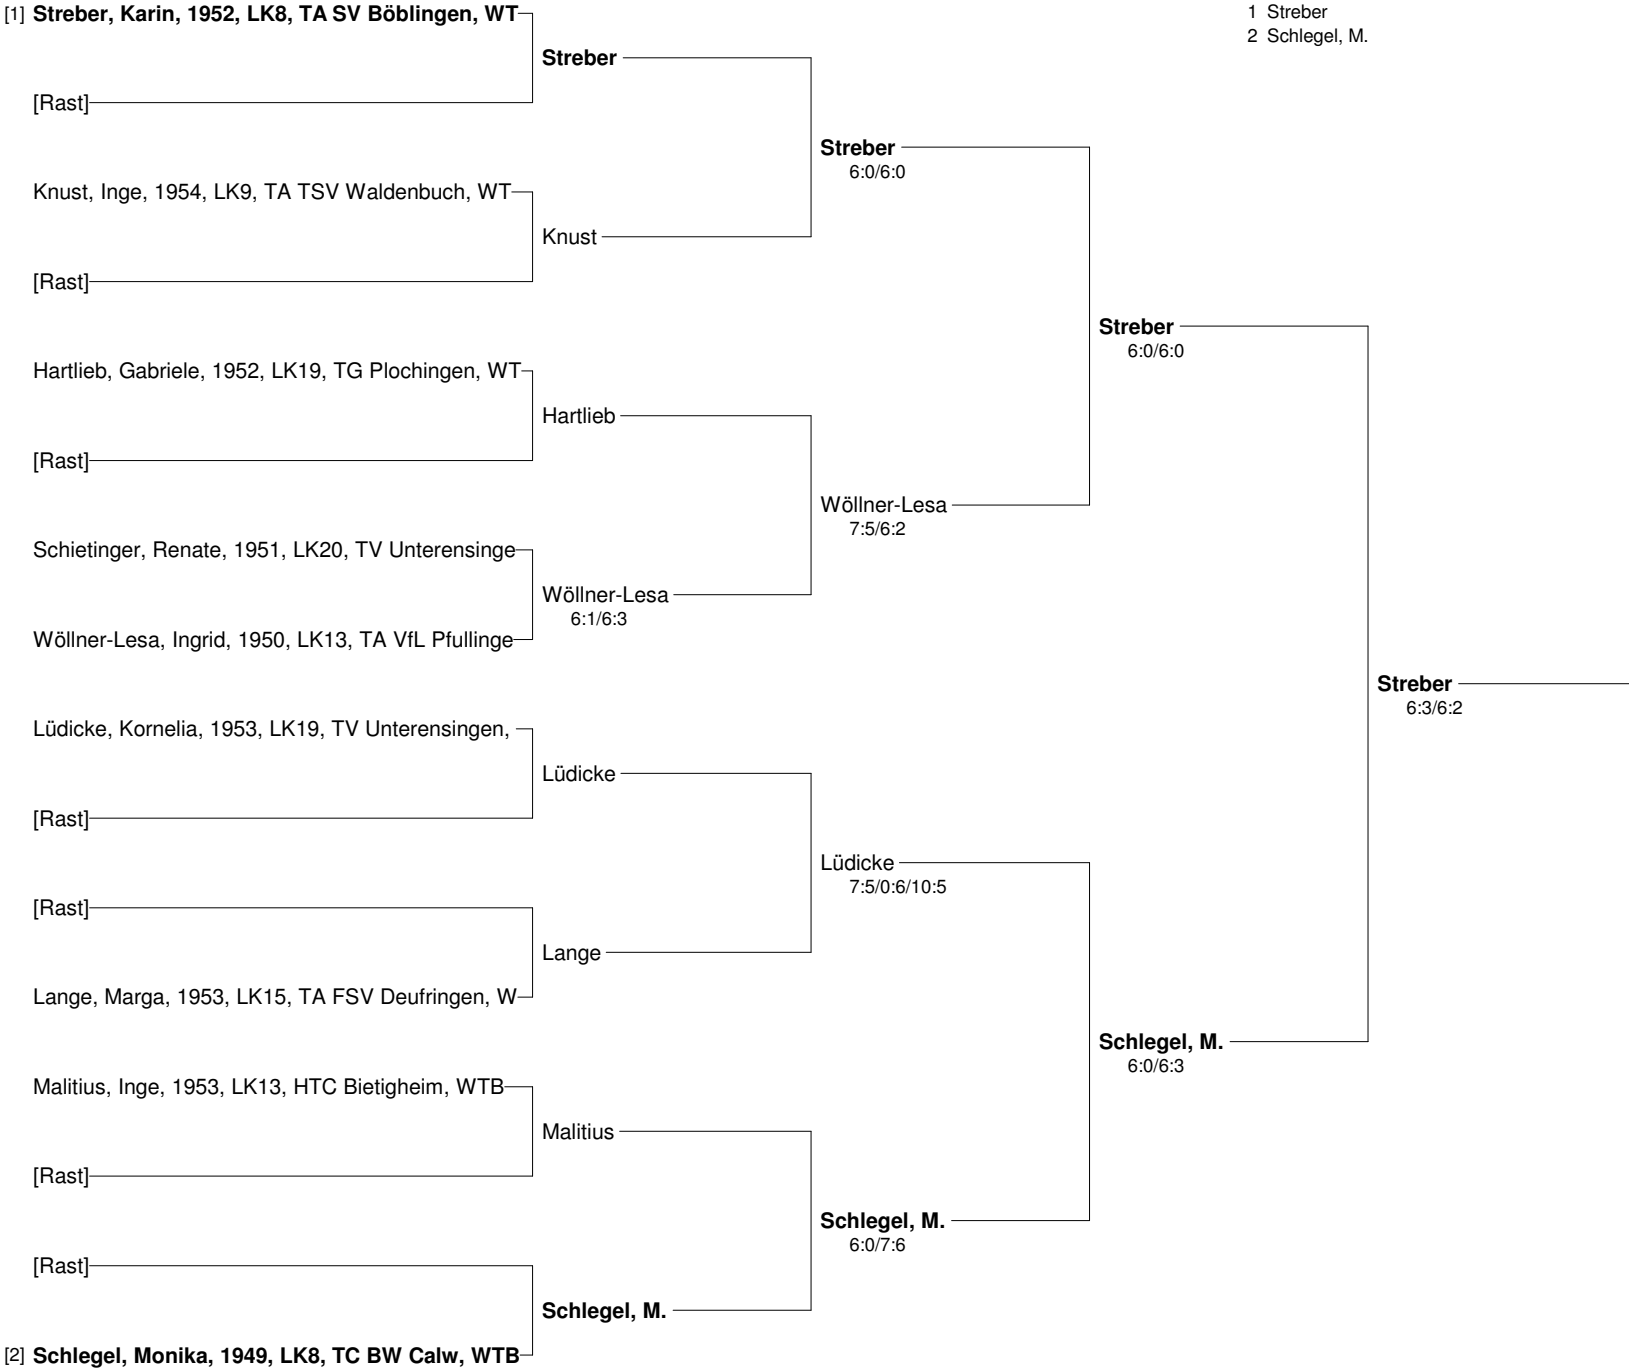 [1] Streber, Karin, 1952, LK8, TA SV Böblingen, WT
1 Streber
2 Schlegel, M.
Streber
[Rast]
Streber
6:0/6:0
Knust, Inge, 1954, LK9, TA TSV Waldenbuch, WT
Knust
[Rast]
Streber
6:0/6:0
Hartlieb, Gabriele, 1952, LK19, TG Plochingen, WT
Hartlieb
[Rast]
Wöllner-Lesa
7:5/6:2
Schietinger, Renate, 1951, LK20, TV Unterensinge
Wöllner-Lesa
6:1/6:3
Wöllner-Lesa, Ingrid, 1950, LK13, TA VfL Pfullinge
Streber
6:3/6:2
Lüdicke, Kornelia, 1953, LK19, TV Unterensingen,
Lüdicke
[Rast]
Lüdicke
7:5/0:6/10:5
[Rast]
Lange
Lange, Marga, 1953, LK15, TA FSV Deufringen, W
Schlegel, M.
6:0/6:3
Malitius, Inge, 1953, LK13, HTC Bietigheim, WTB
Malitius
[Rast]
Schlegel, M.
6:0/7:6
[Rast]
Schlegel, M.
[2] Schlegel, Monika, 1949, LK8, TC BW Calw, WTB